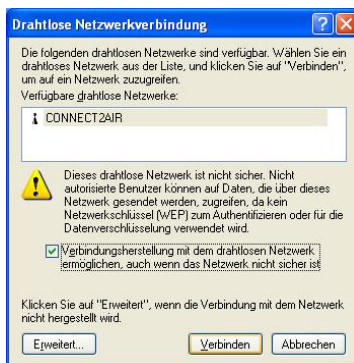 Drahtlose Netzwerkverbindung
Die folgenden drahtlosen Netzwerke sind verfügbar. Wählen Sie ein
drahtloses Netzwerk aus der Liste, und klicken Sie auf "Verbinden",
um auf ein Netzwerk zuzugreifen.
Verfügbare drahtlose Netzwerke:
CONNECT2AIR
Dieses drahtlose Netzwerk ist nicht sicher. Nicht
autorisierte Benutzer können auf Daten, die über dieses
Netzwerk gesendet werden, zugreifen, da kein
Netzwerkschlüssel (WEP) zum Authentifizieren oder für die
Datenverschlüsselung verwendet wird.
Verbindungsherstellung mit dem drahtlosen Netzwerk
ermöglichen, auch wenn das Netzwerk nicht sicher ist
Klicken Sie auf "Erweitert", wenn die Verbindung mit dem Netzwerk
nicht hergestellt wird.
Erweitert... Verbinden Abbrechen